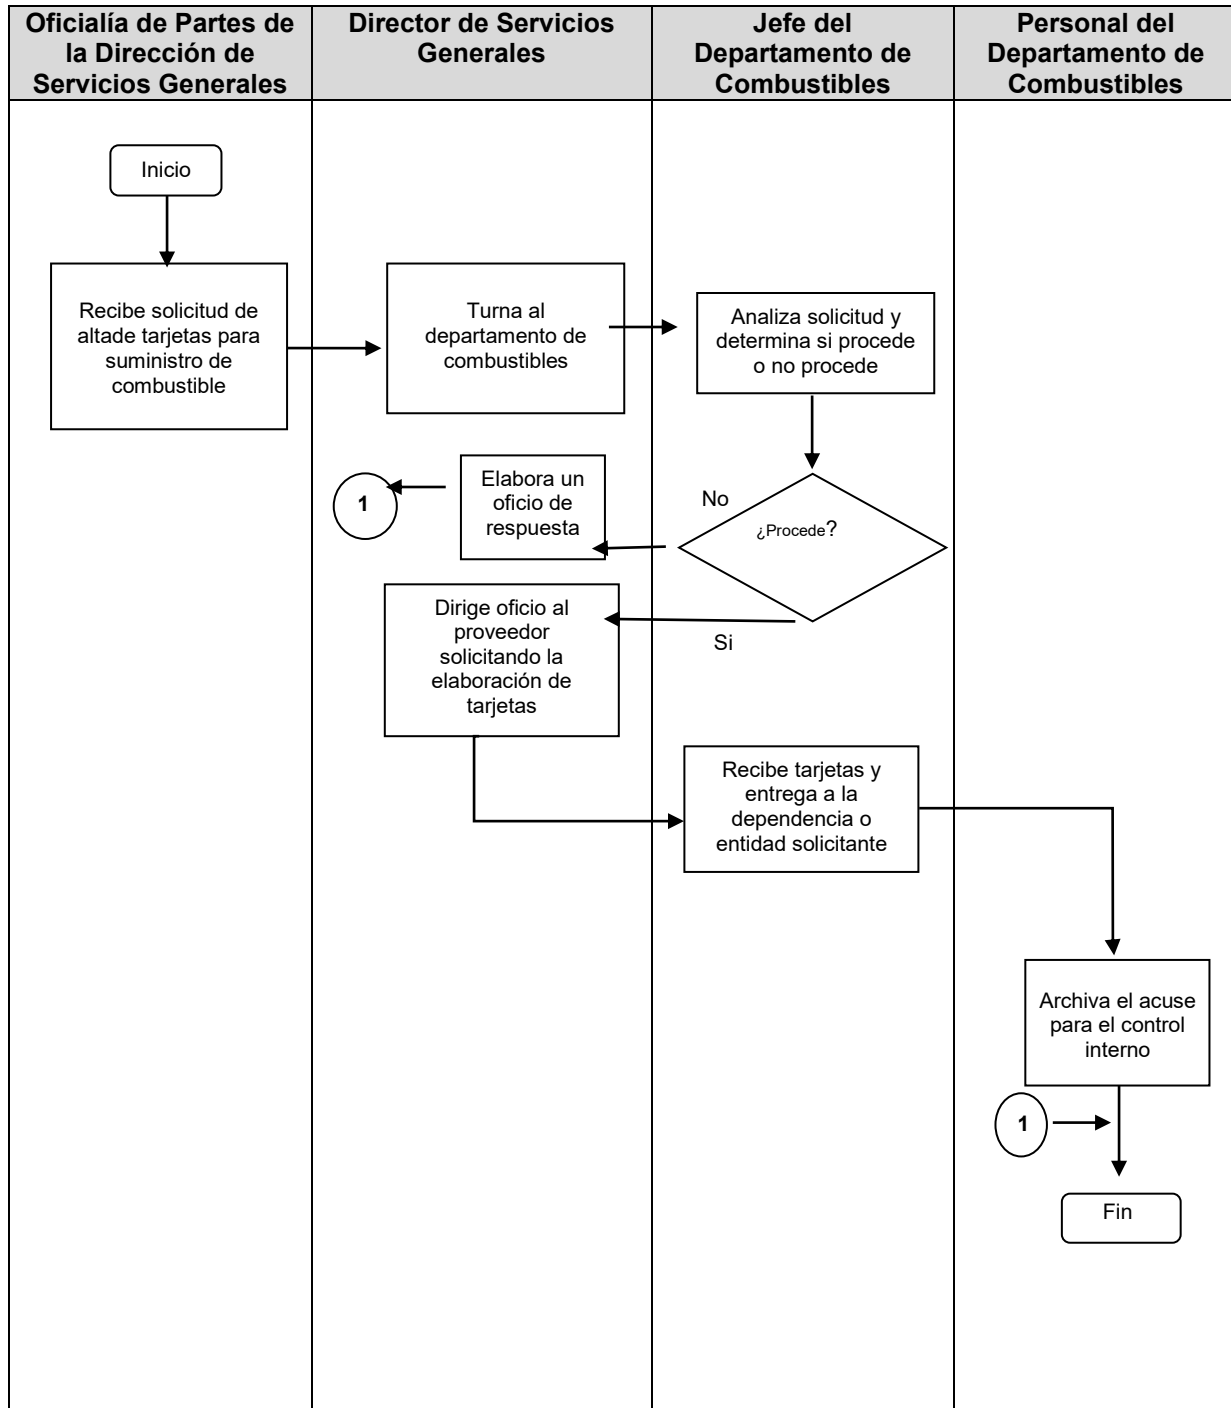 Oficialía de Partes de
la Dirección de
Servicios Generales
Director de Servicios
Generales
Jefe del
Departamento de
Combustibles
Personal del
Departamento de
Combustibles
Inicio
Recibe solicitud de
altade tarjetas para
suministro de
combustible
Turna al
departamento de
combustibles
Analiza solicitud y
determina si procede
o no procede
¿Procede?
No
Elabora un
oficio de
respuesta
1
Si
Dirige oficio al
proveedor
solicitando la
elaboración de
tarjetas
Recibe tarjetas y
entrega a la
dependencia o
entidad solicitante
Archiva el acuse
para el control
interno
1
Fin